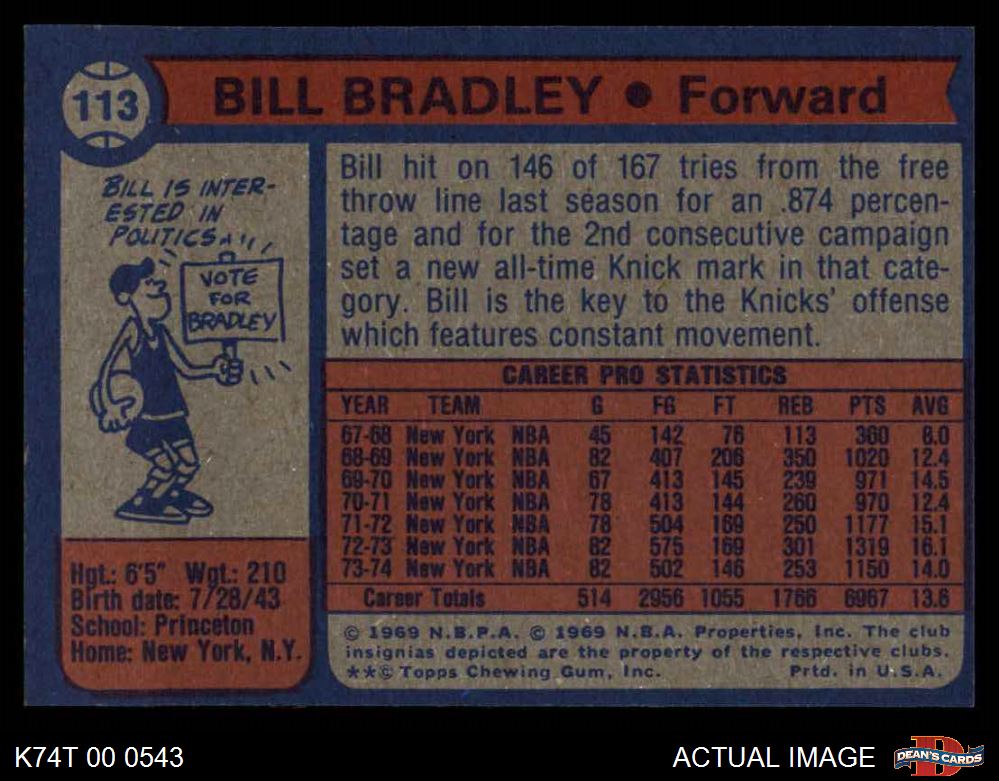 113
BILL BRADLEY • Forward
BILL IS INTER-
ESTED IN
POLITICS.
VOTE
FOR
BRADLEY
Bill hit on 146 of 167 tries from the free
throw line last season for an .874 percen-
tage and for the 2nd consecutive campaign
set a new all-time Knick mark in that cate-
gory. Bill is the key to the Knicks' offense
which features constant movement.
CAREER PRO STATISTICS
YEAR TEAM G FG FT REB PTS AVG
67-68 New York NBA 45 142 76 113 360 8.0
68-69 New York NBA 82 407 206 350 1020 12.4
69-70 New York NBA 67 413 145 239 971 14.5
70-71 New York NBA 78 413 144 260 970 12.4
71-72 New York NBA 78 504 169 250 1177 15.1
72-73 New York NBA 82 575 169 301 1319 16.1
73-74 New York NBA 82 502 146 253 1150 14.0
Career Totals 514 2956 1055 1766 6967 13.6
Hgt.: 6'5" Wgt.: 210
Birth date: 7/28/43
School: Princeton
Home: New York, N.Y.
© 1969 N.B.P.A. © 1969 N.B.A. Properties, Inc. The club
insignias depicted are the property of the respective clubs.
**© Topps Chewing Gum, Inc. Prtd. in U.S.A.
K74T 00 0543
ACTUAL IMAGE
D
DEAN'S CARDS